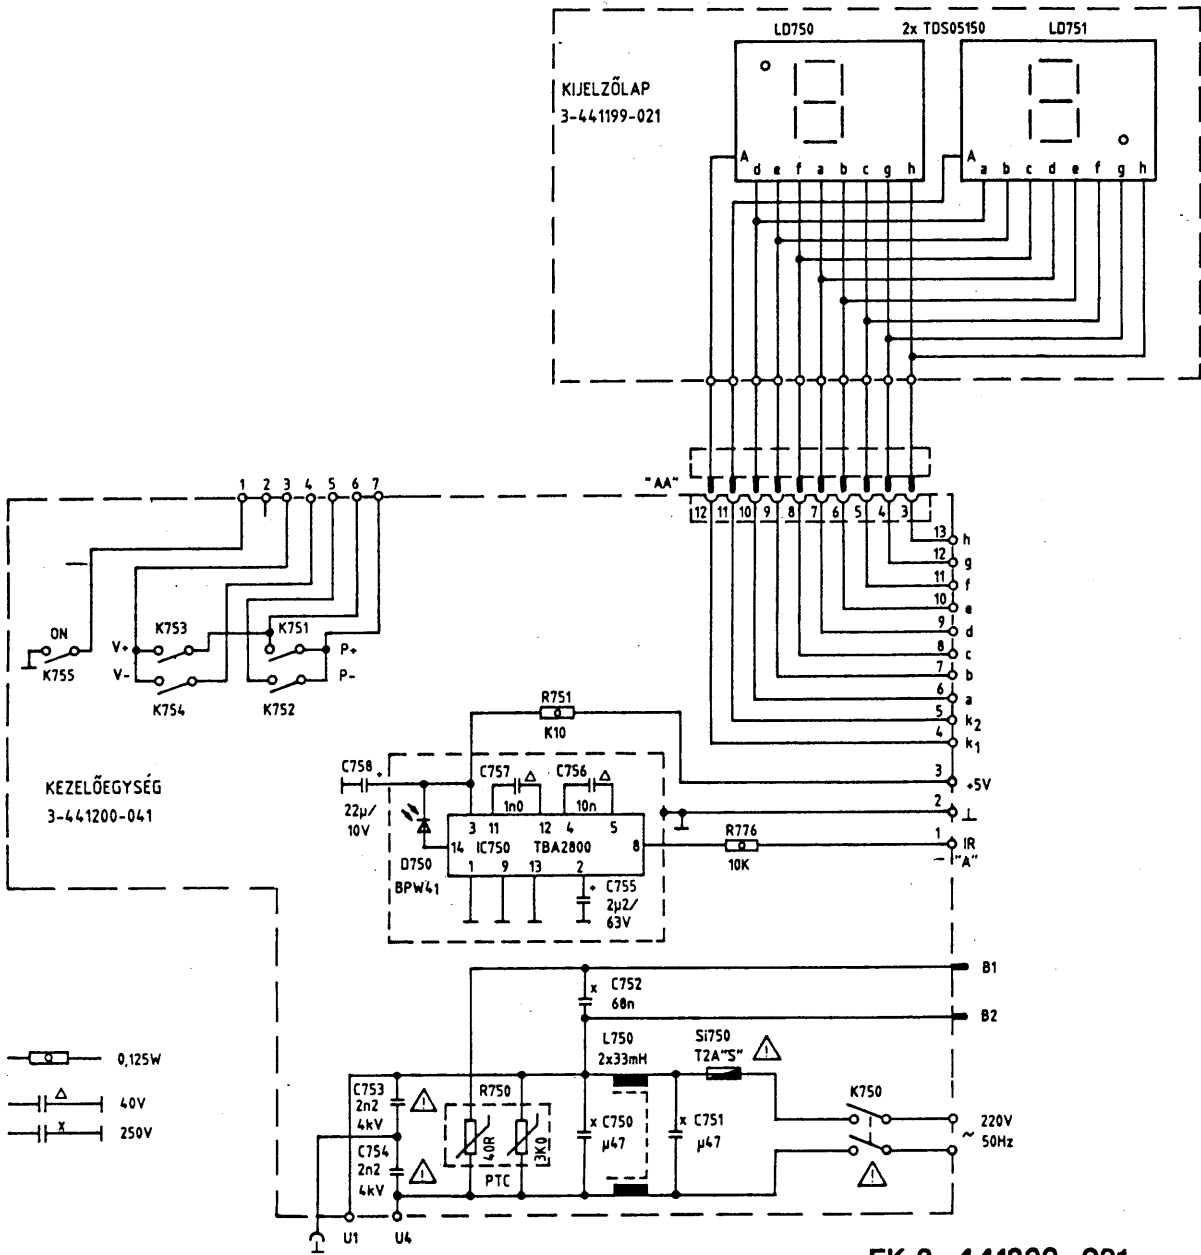 LD750 2x TDS05150 LD751
KIJELZŐLAP
3-441199-021
A d e f a b c g h
A a b c d e f g h
"AA"
12 11 10 9 8 7 6 5 4 3
1 2 3 4 5 6 7
13 h
12 g
11 f
10 e
9 d
8 c
7 b
6 a
5 k2
4 k1
3 +5V
2 ⊥
1 IR
"A"
ON
K755
V+ K753 K751 P+
V- P-
K754 K752
KEZELŐEGYSÉG
3-441200-041
R751
K10
C758 +
22µ/
10V
C757 △
1n0
C756 △
10n
3 11 12 4 5
14 IC750 TBA2800 8
1 9 13 2
D750
BPW41
+ C755
2µ2/
63V
R776
10K
B1
x C752
68n
B2
L750
2x33mH
Si750
T2A"S"
!
C753
2n2
4kV
!
C754
2n2
4kV
!
R750
40R
3K0
PTC
x C750
µ47
x C751
µ47
K750
!
220V
~ 50Hz
U1 U4
0,125W
△ 40V
x 250V